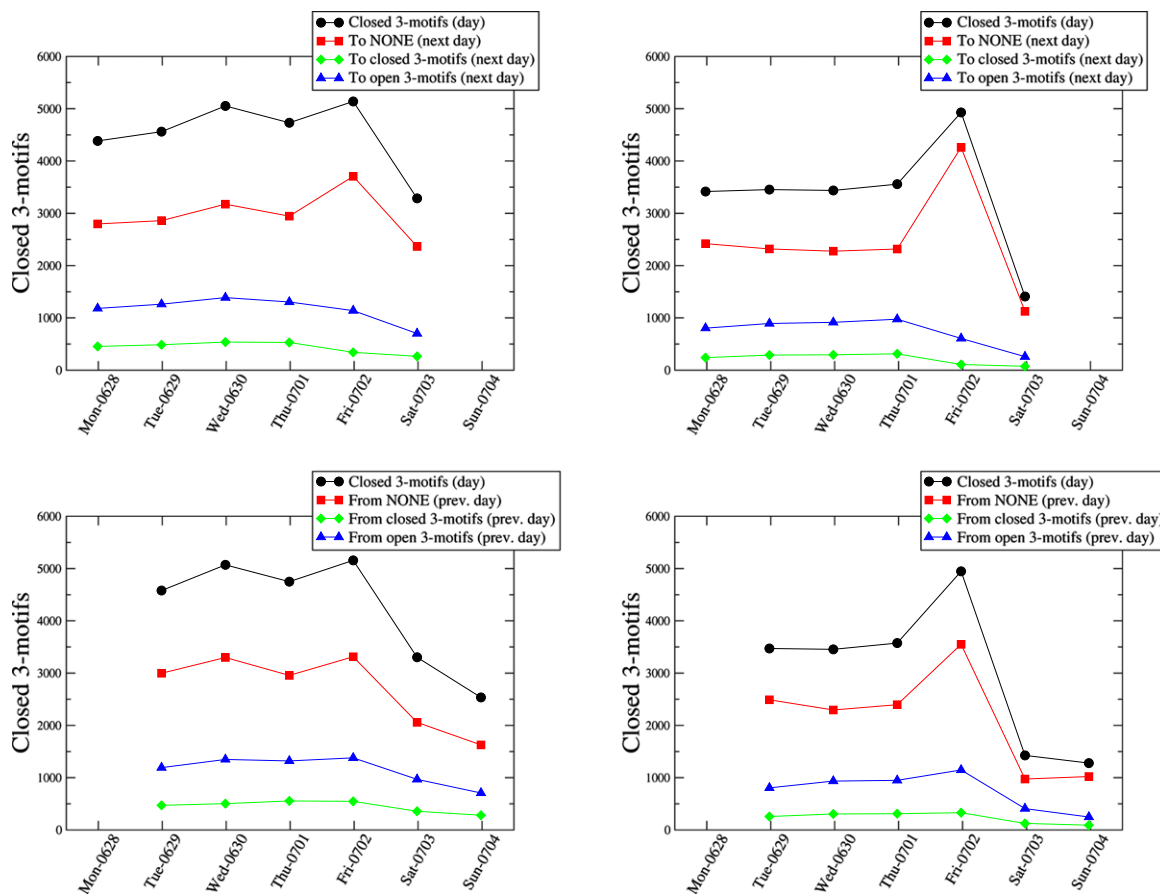 Closed 3-motifs (day)
To NONE (next day)
To closed 3-motifs (next day)
To open 3-motifs (next day)
6000
5000
4000
3000
2000
1000
0
Closed 3-motifs
Mon-0628
Tue-0629
Wed-0630
Thu-0701
Fri-0702
Sat-0703
Sun-0704
Closed 3-motifs (day)
To NONE (next day)
To closed 3-motifs (next day)
To open 3-motifs (next day)
6000
5000
4000
3000
2000
1000
0
Closed 3-motifs
Mon-0628
Tue-0629
Wed-0630
Thu-0701
Fri-0702
Sat-0703
Sun-0704
Closed 3-motifs (day)
From NONE (prev. day)
From closed 3-motifs (prev. day)
From open 3-motifs (prev. day)
6000
5000
4000
3000
2000
1000
0
Closed 3-motifs
Mon-0628
Tue-0629
Wed-0630
Thu-0701
Fri-0702
Sat-0703
Sun-0704
Closed 3-motifs (day)
From NONE (prev. day)
From closed 3-motifs (prev. day)
From open 3-motifs (prev. day)
6000
5000
4000
3000
2000
1000
0
Closed 3-motifs
Mon-0628
Tue-0629
Wed-0630
Thu-0701
Fri-0702
Sat-0703
Sun-0704